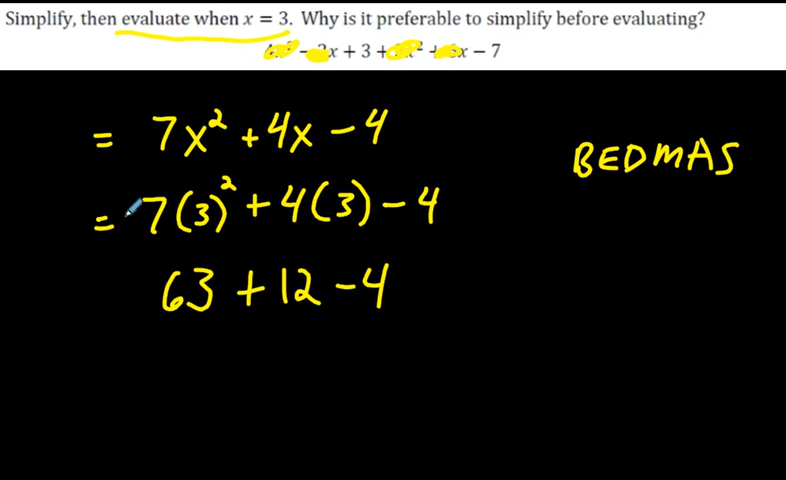 Simplify, then evaluate when x = 3. Why is it preferable to simplify before evaluating?
x + 3 + x² + x − 7
= 7x² + 4x − 4
BEDMAS
= 7(3)² + 4(3) − 4
63 + 12 − 4